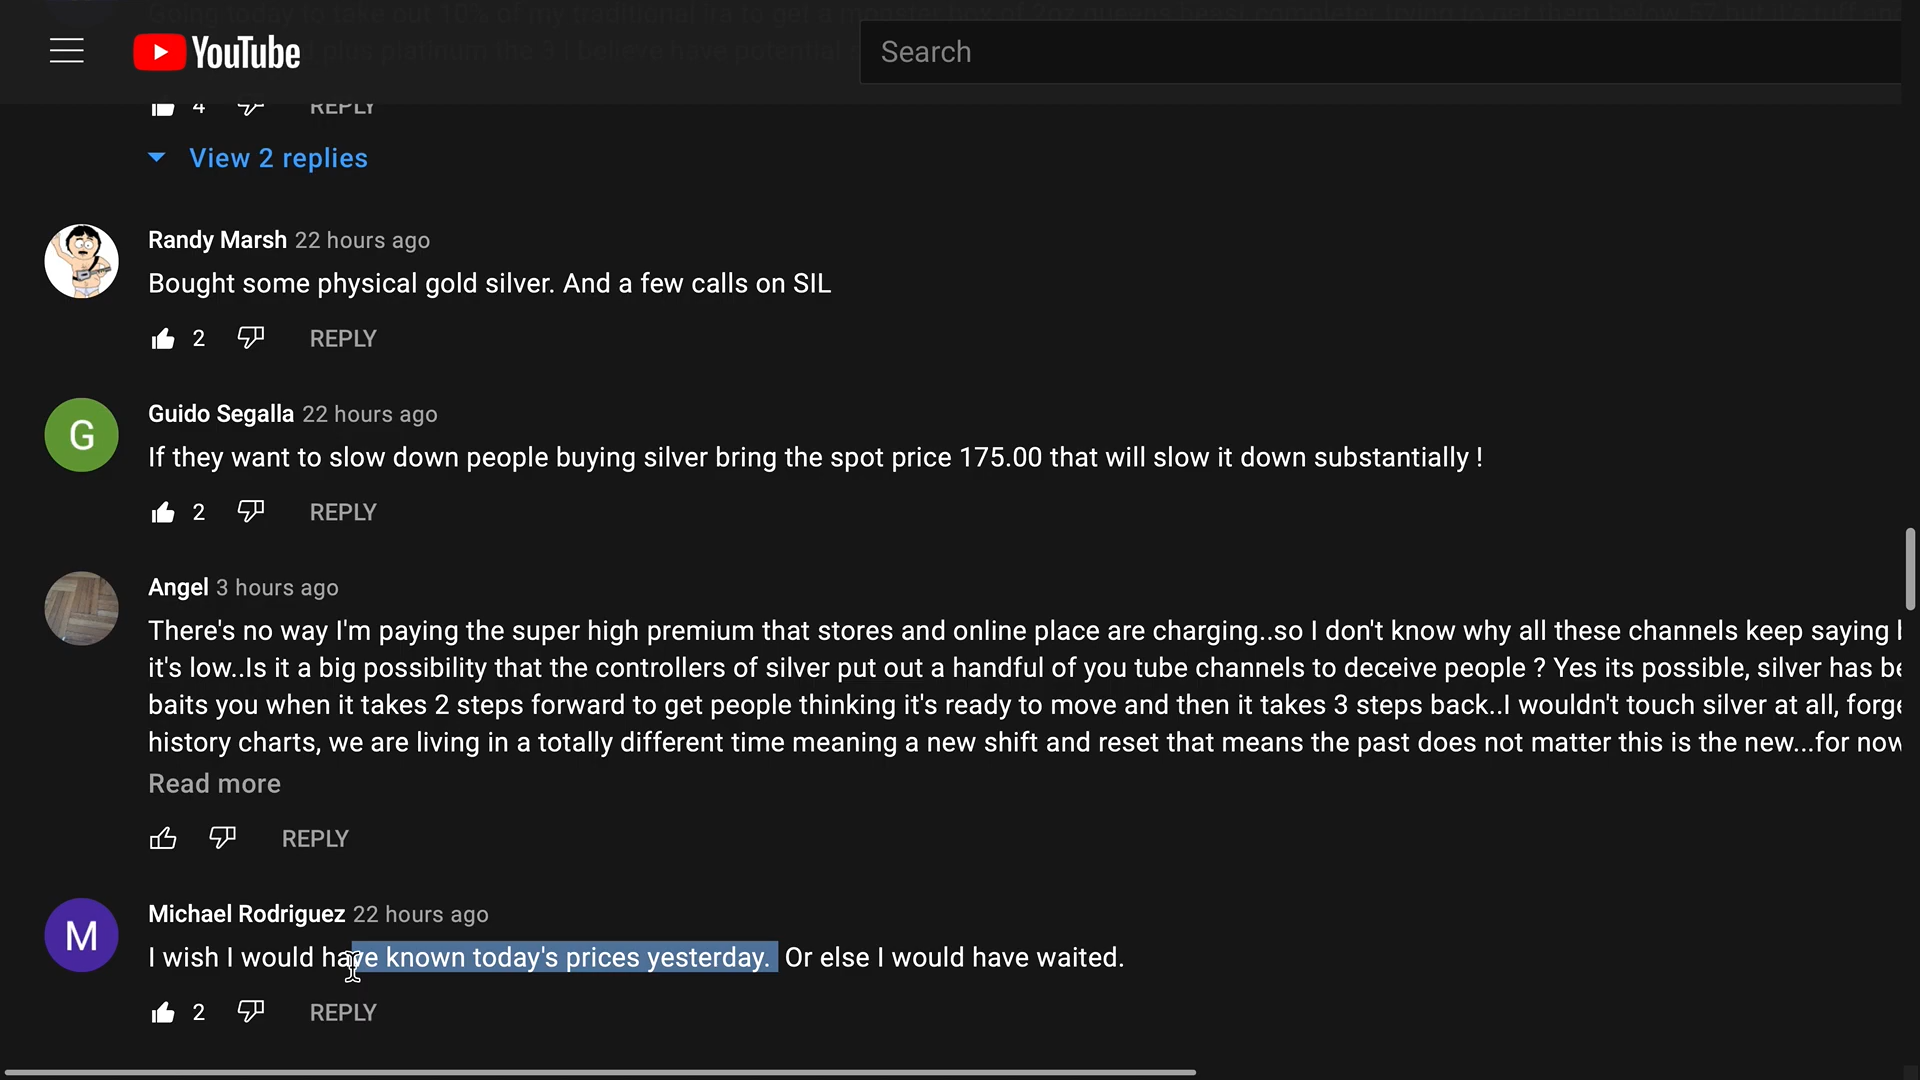 Going today to take out 10% of my traditional ira to get a monster box of 2oz queens beast completer trying to get them below 57 but it's tuff an
plus platinum the 3 I believe have potential
YouTube
Search
4 REPLY
View 2 replies
Randy Marsh 22 hours ago
Bought some physical gold silver. And a few calls on SIL
2 REPLY
G
Guido Segalla 22 hours ago
If they want to slow down people buying silver bring the spot price 175.00 that will slow it down substantially !
2 REPLY
Angel 3 hours ago
There's no way I'm paying the super high premium that stores and online place are charging..so I don't know why all these channels keep saying
it's low..Is it a big possibility that the controllers of silver put out a handful of you tube channels to deceive people ? Yes its possible, silver has be
baits you when it takes 2 steps forward to get people thinking it's ready to move and then it takes 3 steps back..I wouldn't touch silver at all, forge
history charts, we are living in a totally different time meaning a new shift and reset that means the past does not matter this is the new...for now
Read more
REPLY
M
Michael Rodriguez 22 hours ago
I wish I would have known today's prices yesterday. Or else I would have waited.
2 REPLY